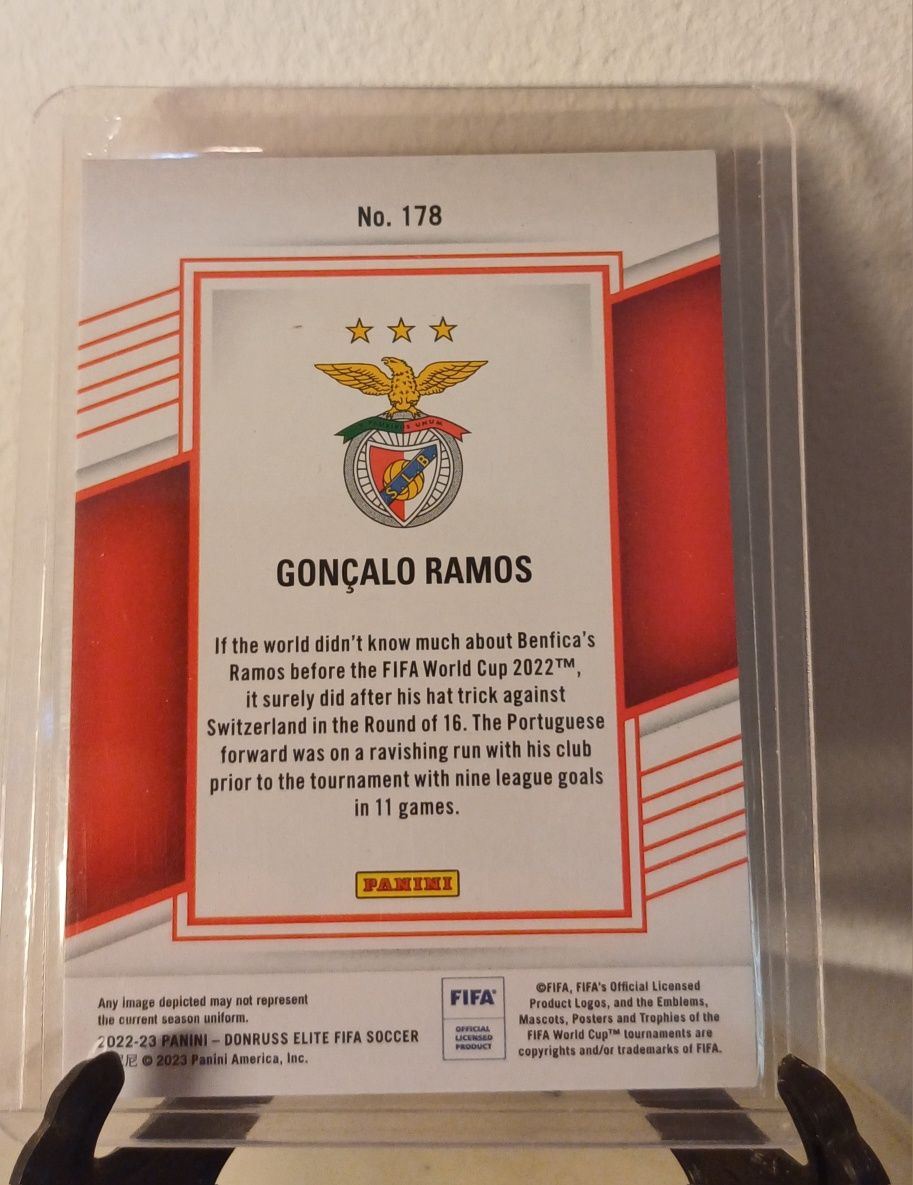 No. 178
E PLURIBUS UNUM
S.L.B
GONÇALO RAMOS
If the world didn't know much about Benfica's
Ramos before the FIFA World Cup 2022™,
it surely did after his hat trick against
Switzerland in the Round of 16. The Portuguese
forward was on a ravishing run with his club
prior to the tournament with nine league goals
in 11 games.
PANINI
Any image depicted may not represent
the current season uniform.
2022-23 PANINI – DONRUSS ELITE FIFA SOCCER
尼 © 2023 Panini America, Inc.
FIFA®
OFFICIAL
LICENSED
PRODUCT
©FIFA, FIFA's Official Licensed
Product Logos, and the Emblems,
Mascots, Posters and Trophies of the
FIFA World Cup™ tournaments are
copyrights and/or trademarks of FIFA.